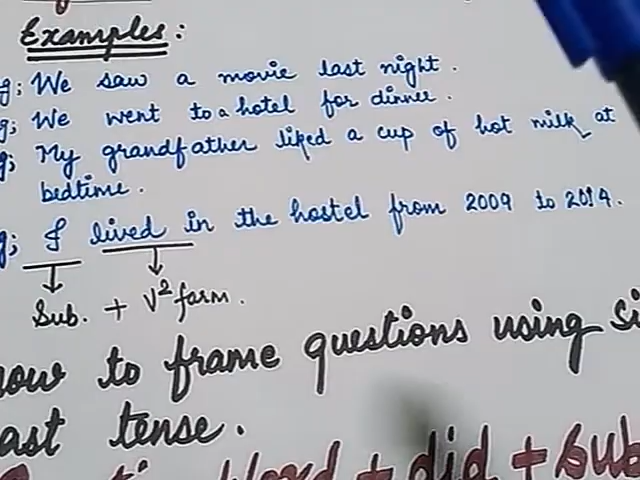 Examples:
g; We saw a movie last night.
g; We went to a hotel for dinner.
g; My grandfather liked a cup of hot milk at
bedtime.
g; I lived in the hostel from 2009 to 2014.
Sub. + V² form.
how to frame questions using Si
ast tense.
word + did + sub